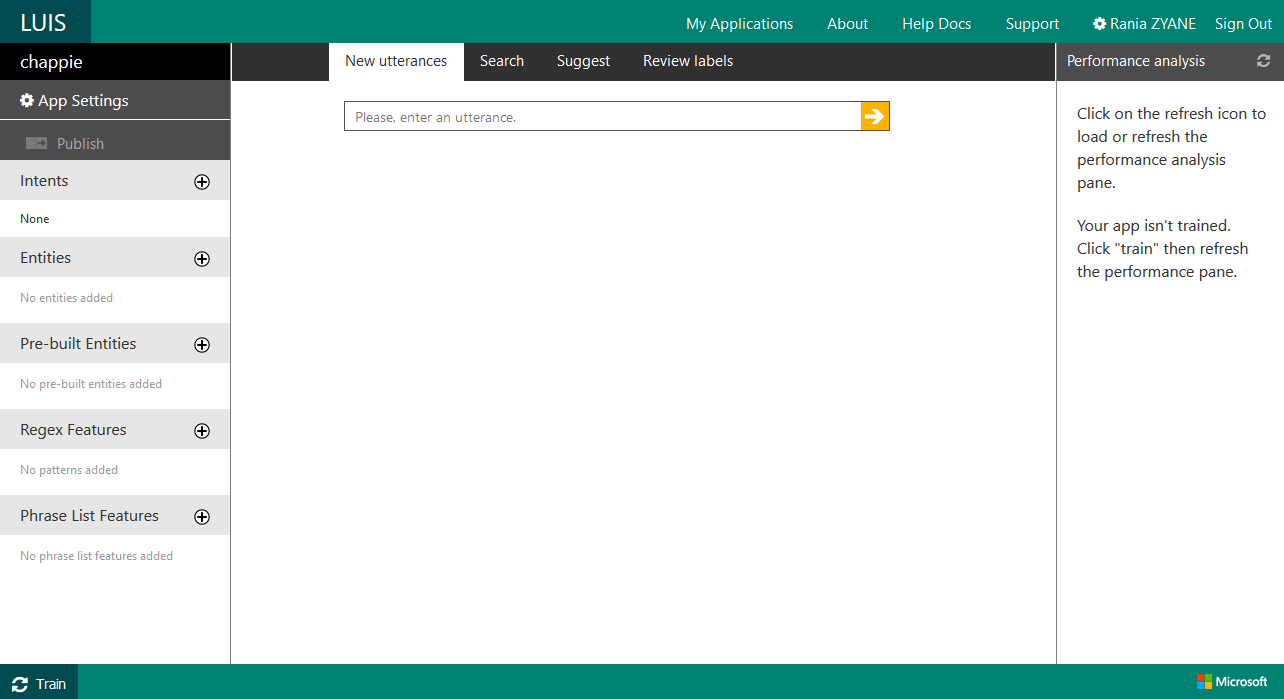 LUIS
My Applications
About
Help Docs
Support
Rania ZYANE
Sign Out
chappie
App Settings
Publish
Intents
None
Entities
No entities added
Pre-built Entities
No pre-built entities added
Regex Features
No patterns added
Phrase List Features
No phrase list features added
New utterances
Search
Suggest
Review labels
Please, enter an utterance.
Performance analysis
Click on the refresh icon to
load or refresh the
performance analysis
pane.
Your app isn't trained.
Click "train" then refresh
the performance pane.
Train
Microsoft